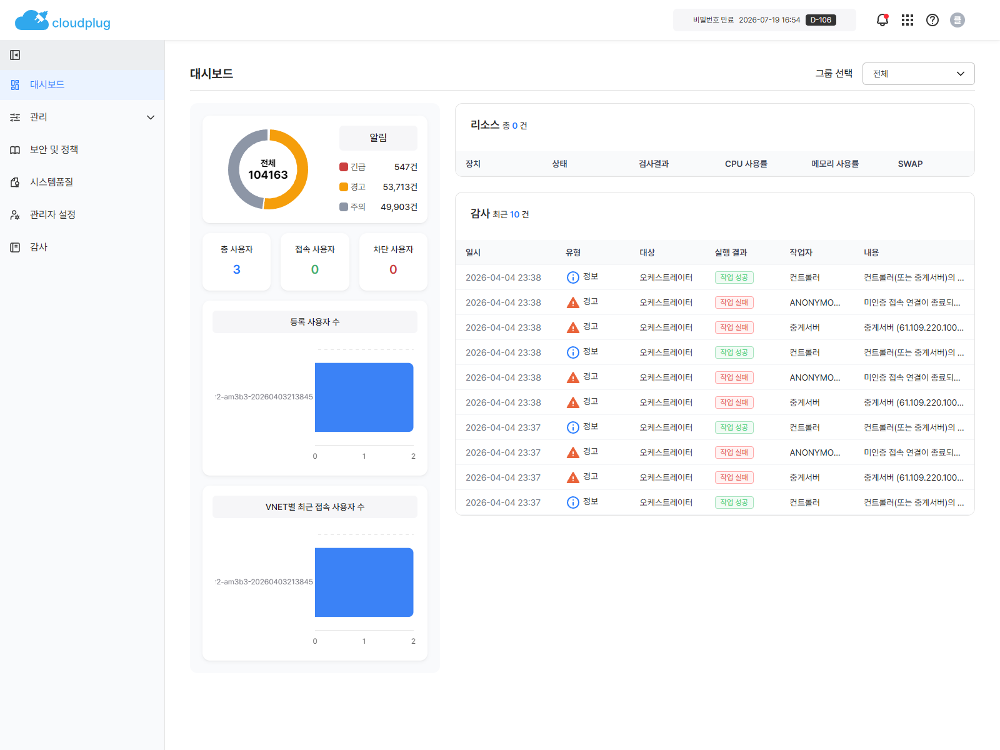 cloudplug
비밀번호 만료 2026-07-19 16:54 D-106
클
대시보드
관리
보안 및 정책
시스템품질
관리자 설정
감사
대시보드
그룹 선택 전체
전체
104163
알림
긴급 547건
경고 53,713건
주의 49,903건
총 사용자 접속 사용자 차단 사용자
3 0 0
등록 사용자 수
r2-am3b3-20260403213845
0 1 2
VNET별 최근 접속 사용자 수
r2-am3b3-20260403213845
0 1 2
리소스 총 0 건
장치 상태 검사결과 CPU 사용률 메모리 사용률 SWAP
감사 최근 10 건
일시 유형 대상 실행 결과 작업자 내용
2026-04-04 23:38 정보 오케스트레이터 작업 성공 컨트롤러 컨트롤러(또는 중계서버)의 ...
2026-04-04 23:38 경고 오케스트레이터 작업 실패 ANONYMO... 미인증 접속 연결이 종료되...
2026-04-04 23:38 경고 오케스트레이터 작업 실패 중계서버 중계서버 (61.109.220.100...
2026-04-04 23:38 정보 오케스트레이터 작업 성공 컨트롤러 컨트롤러(또는 중계서버)의 ...
2026-04-04 23:38 경고 오케스트레이터 작업 실패 ANONYMO... 미인증 접속 연결이 종료되...
2026-04-04 23:38 경고 오케스트레이터 작업 실패 중계서버 중계서버 (61.109.220.100...
2026-04-04 23:37 정보 오케스트레이터 작업 성공 컨트롤러 컨트롤러(또는 중계서버)의 ...
2026-04-04 23:37 경고 오케스트레이터 작업 실패 ANONYMO... 미인증 접속 연결이 종료되...
2026-04-04 23:37 경고 오케스트레이터 작업 실패 중계서버 중계서버 (61.109.220.100...
2026-04-04 23:37 정보 오케스트레이터 작업 성공 컨트롤러 컨트롤러(또는 중계서버)의 ...